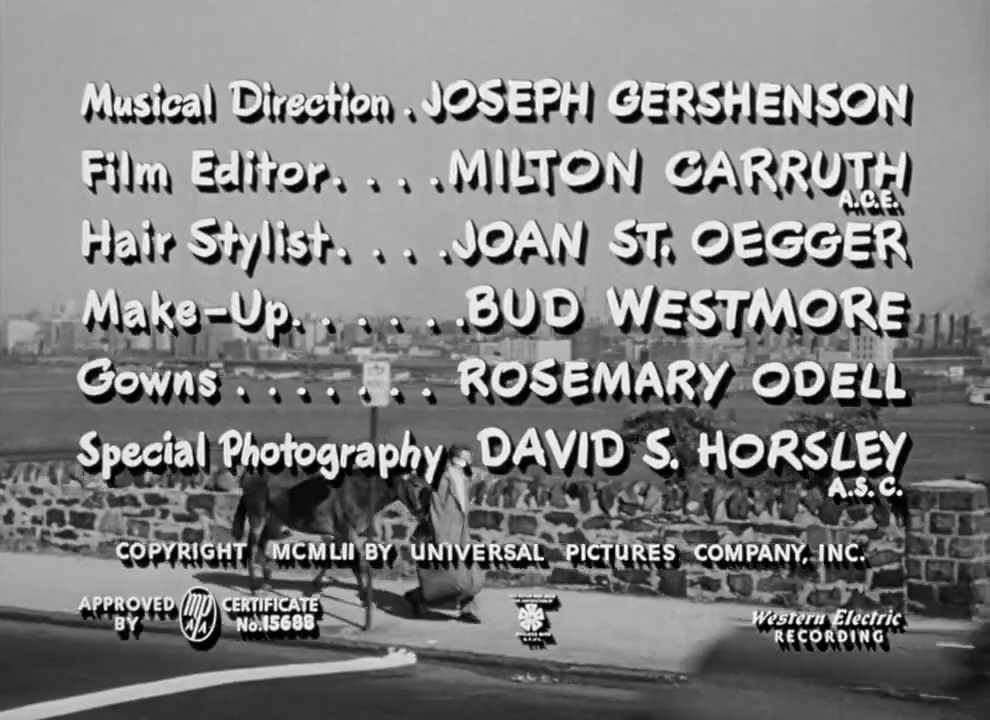 Musical Direction . JOSEPH GERSHENSON
Film Editor. . . . MILTON CARRUTH
A.C.E.
Hair Stylist. . . . JOAN ST. OEGGER
Make-Up. . . . . . BUD WESTMORE
Gowns . . . . . . . ROSEMARY ODELL
Special Photography . DAVID S. HORSLEY
A.S.C.
COPYRIGHT MCMLII BY UNIVERSAL PICTURES COMPANY, INC.
APPROVED BY MPAA CERTIFICATE No.15688
Western Electric
RECORDING